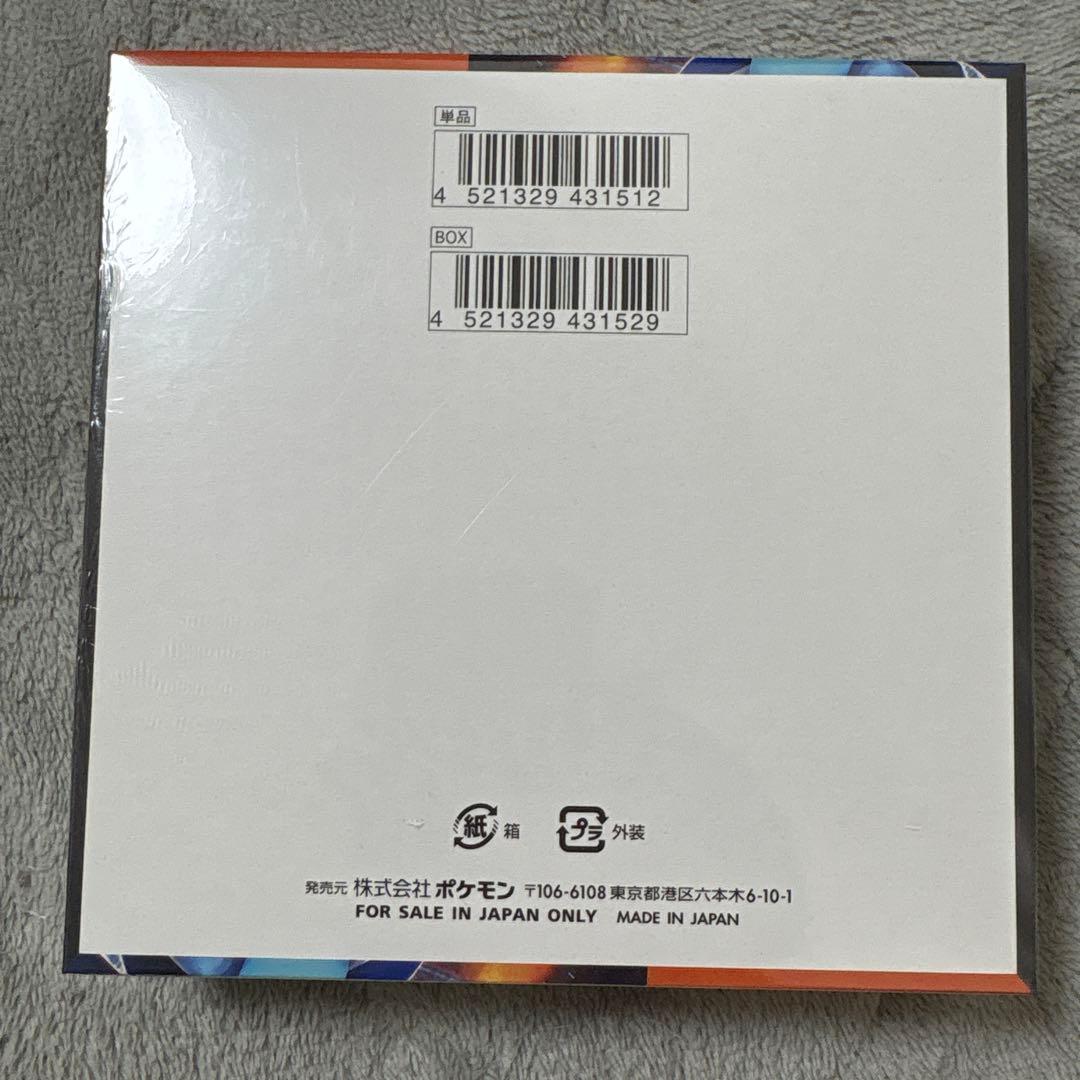 単品
4 521329 431512
BOX
4 521329 431529
紙 箱 プラ 外装
発売元 株式会社 ポケモン 〒106-6108 東京都港区六本木6-10-1
FOR SALE IN JAPAN ONLY MADE IN JAPAN